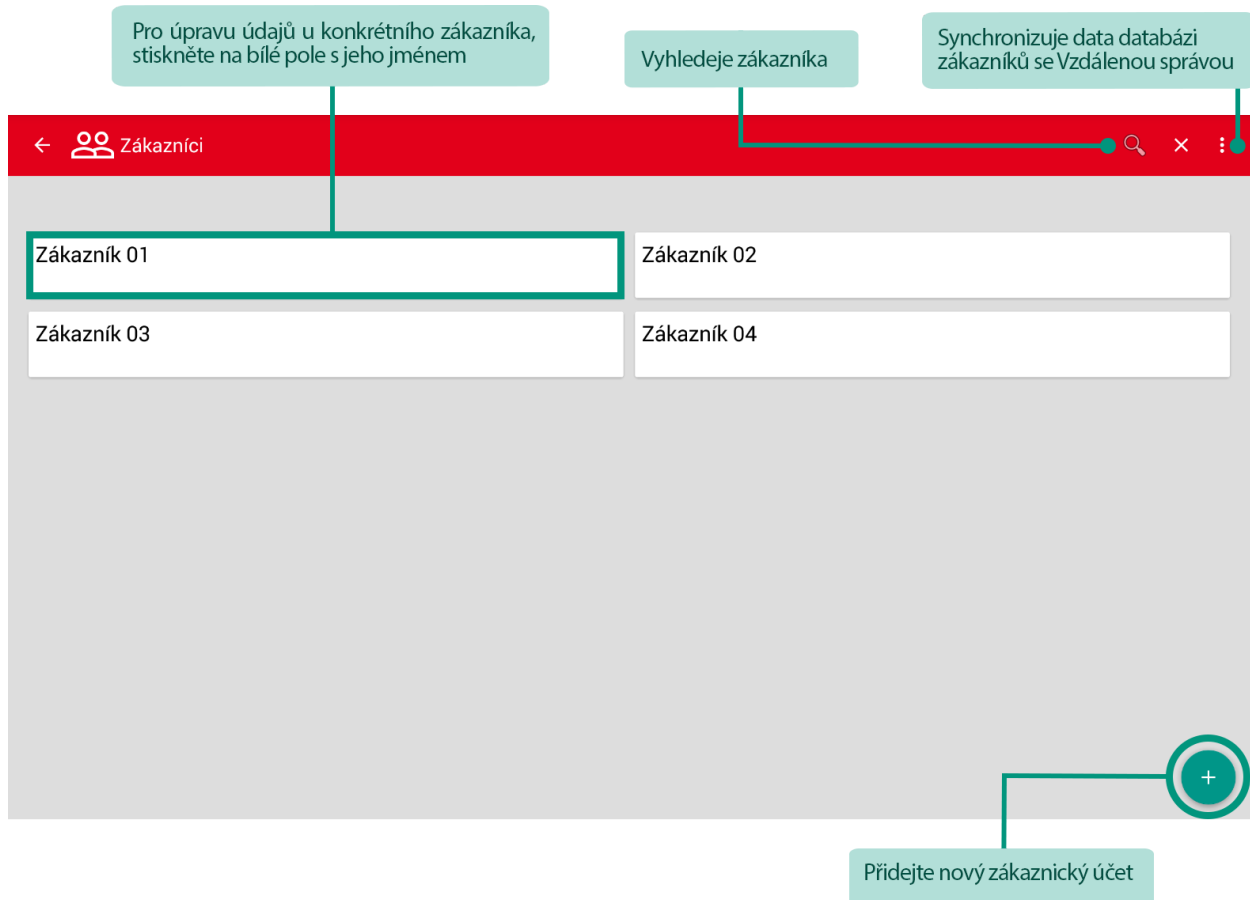 Pro úpravu údajů u konkrétního zákazníka,
stiskněte na bílé pole s jeho jménem
Vyhledeje zákazníka
Synchronizuje data databázi
zákazníků se Vzdálenou správou
Zákazníci
Zákazník 01
Zákazník 02
Zákazník 03
Zákazník 04
Přidejte nový zákaznický účet